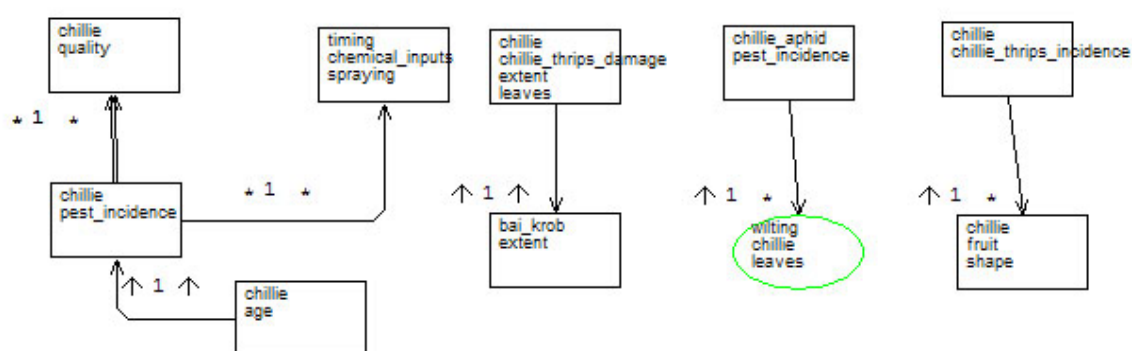 chillie
quality
timing
chemical_inputs
spraying
chillie
chillie_thrips_damage
extent
leaves
chillie_aphid
pest_incidence
chillie
chillie_thrips_incidence
* 1 *
chillie
pest_incidence
* 1 *
↑ 1 ↑
bai_krob
extent
↑ 1 *
wilting
chillie
leaves
↑ 1 *
chillie
fruit
shape
↑ 1 ↑
chillie
age